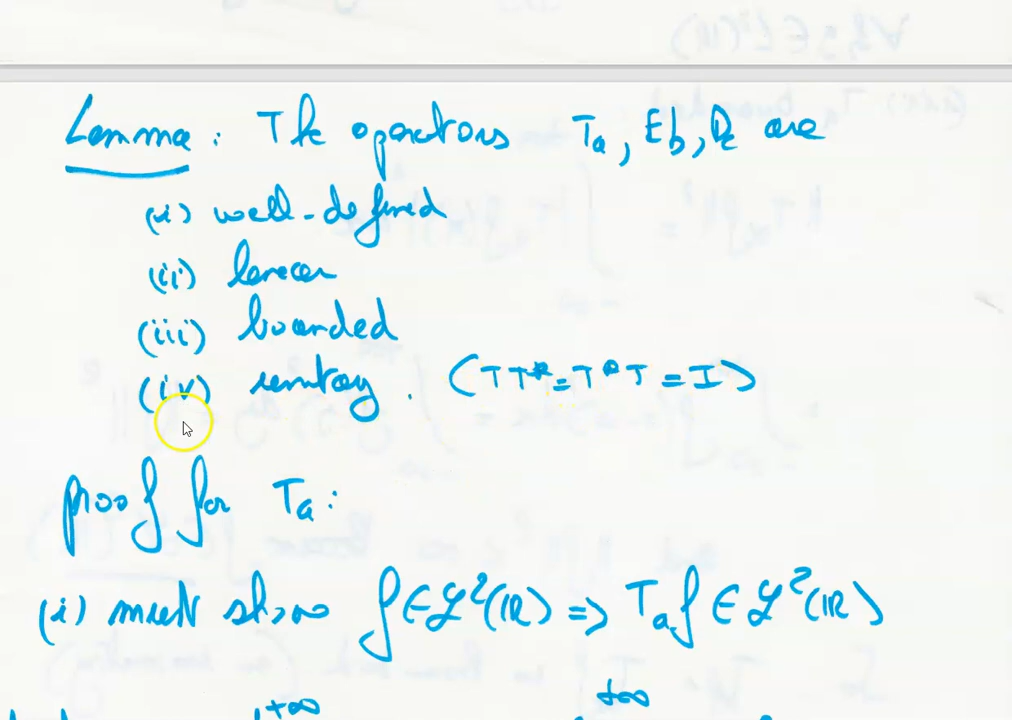 Lemma : The operators Ta, Eb, Dc are
(i) well-defined
(ii) linear
(iii) bounded
(iv) unitary. (TT* = T*T = I)
proof for Ta:
(i) must show f∈ℒ²(ℝ) => Taf ∈ ℒ²(ℝ)
+∞ +∞